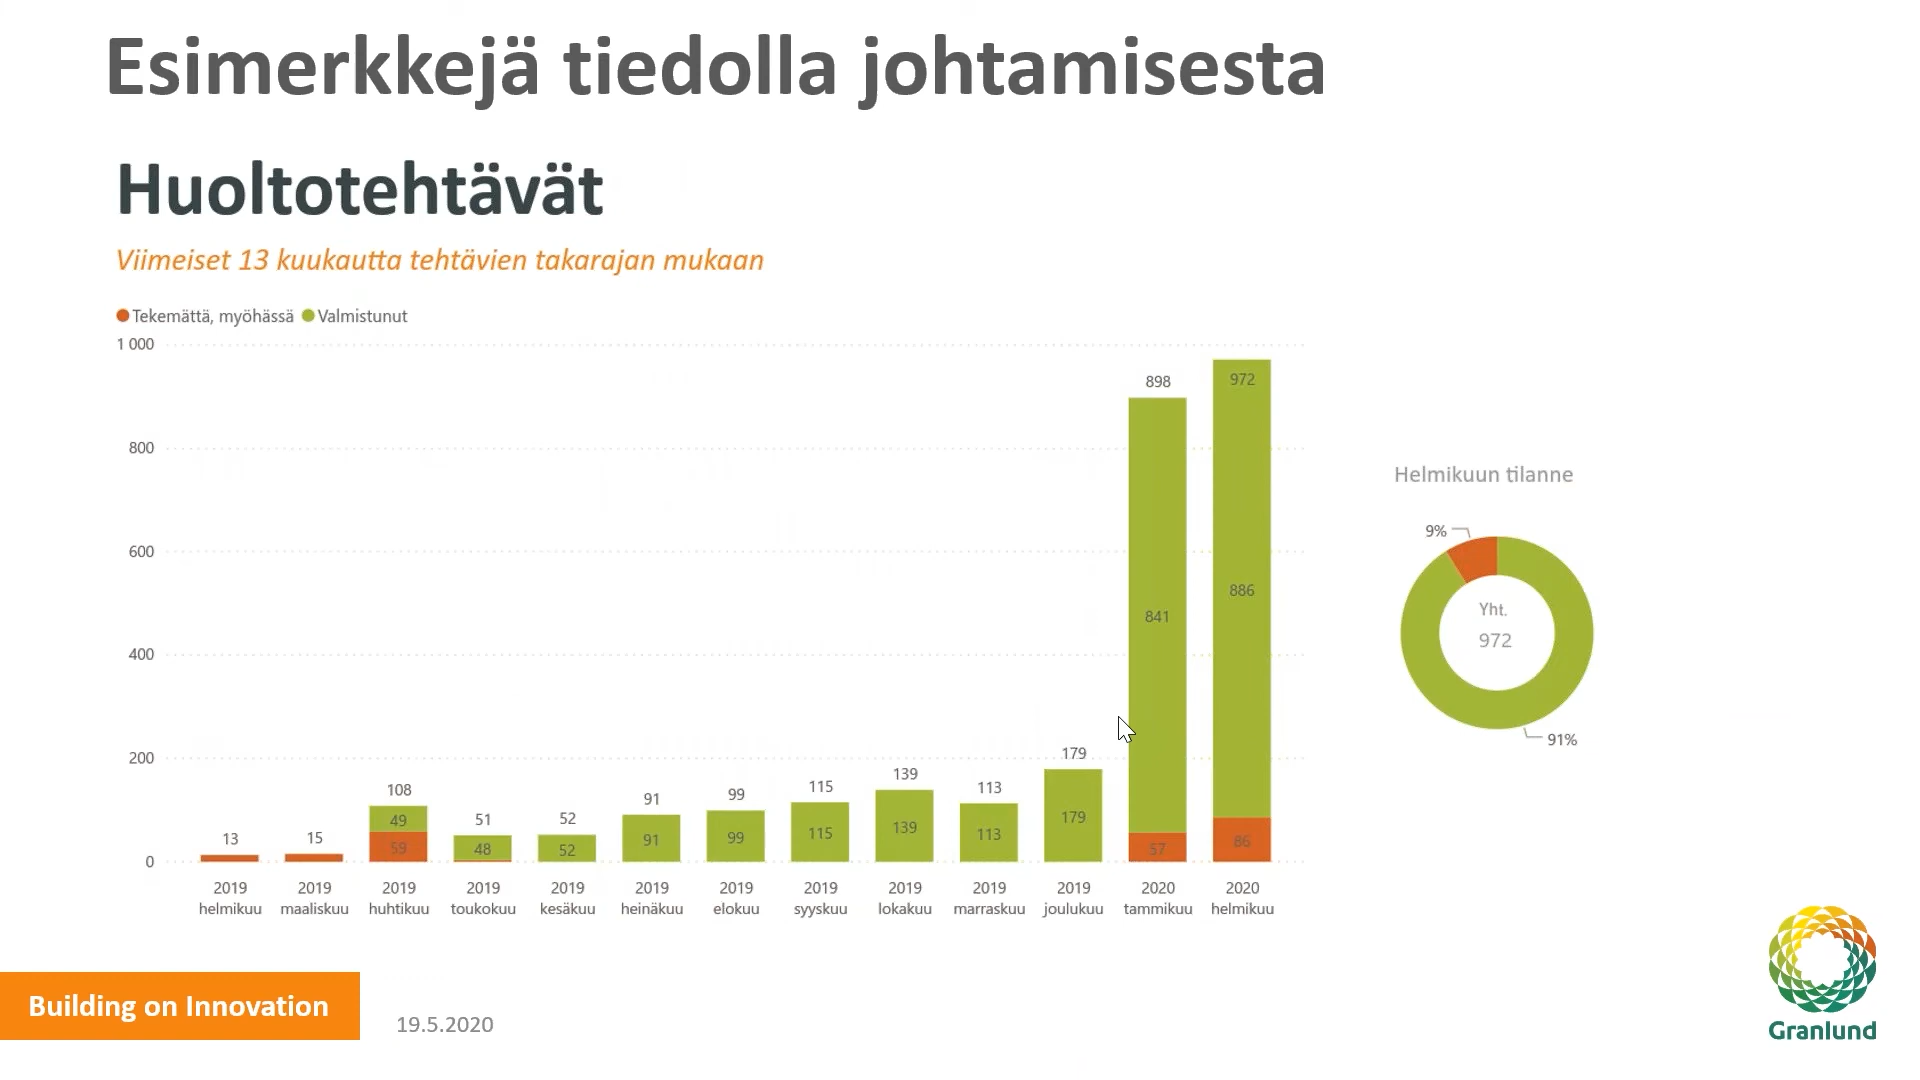 Esimerkkejä tiedolla johtamisesta
Huoltotehtävät
Viimeiset 13 kuukautta tehtävien takarajan mukaan
Tekemättä, myöhässä Valmistunut
1 000
800
600
400
200
0
13
15
108
49
59
51
48
52
52
91
91
99
99
115
115
139
139
113
113
179
179
898
841
57
972
886
86
2019 helmikuu
2019 maaliskuu
2019 huhtikuu
2019 toukokuu
2019 kesäkuu
2019 heinäkuu
2019 elokuu
2019 syyskuu
2019 lokakuu
2019 marraskuu
2019 joulukuu
2020 tammikuu
2020 helmikuu
Helmikuun tilanne
9%
Yht.
972
91%
Building on Innovation
19.5.2020
Granlund